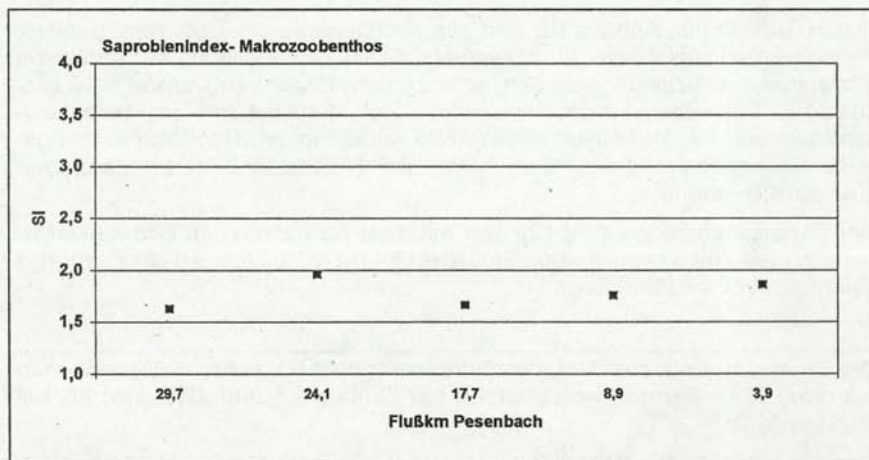 Saprobienindex- Makrozoobenthos
4,0
3,5
3,0
2,5
2,0
1,5
1,0
SI
29,7 24,1 17,7 8,9 3,9
Flußkm Pesenbach